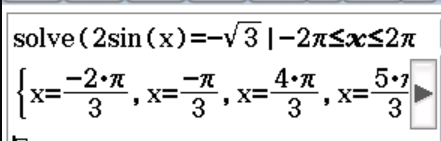 solve(2sin(x)=-√3|-2π≤x≤2π
{x=-2·π/3, x=-π/3, x=4·π/3, x=5·